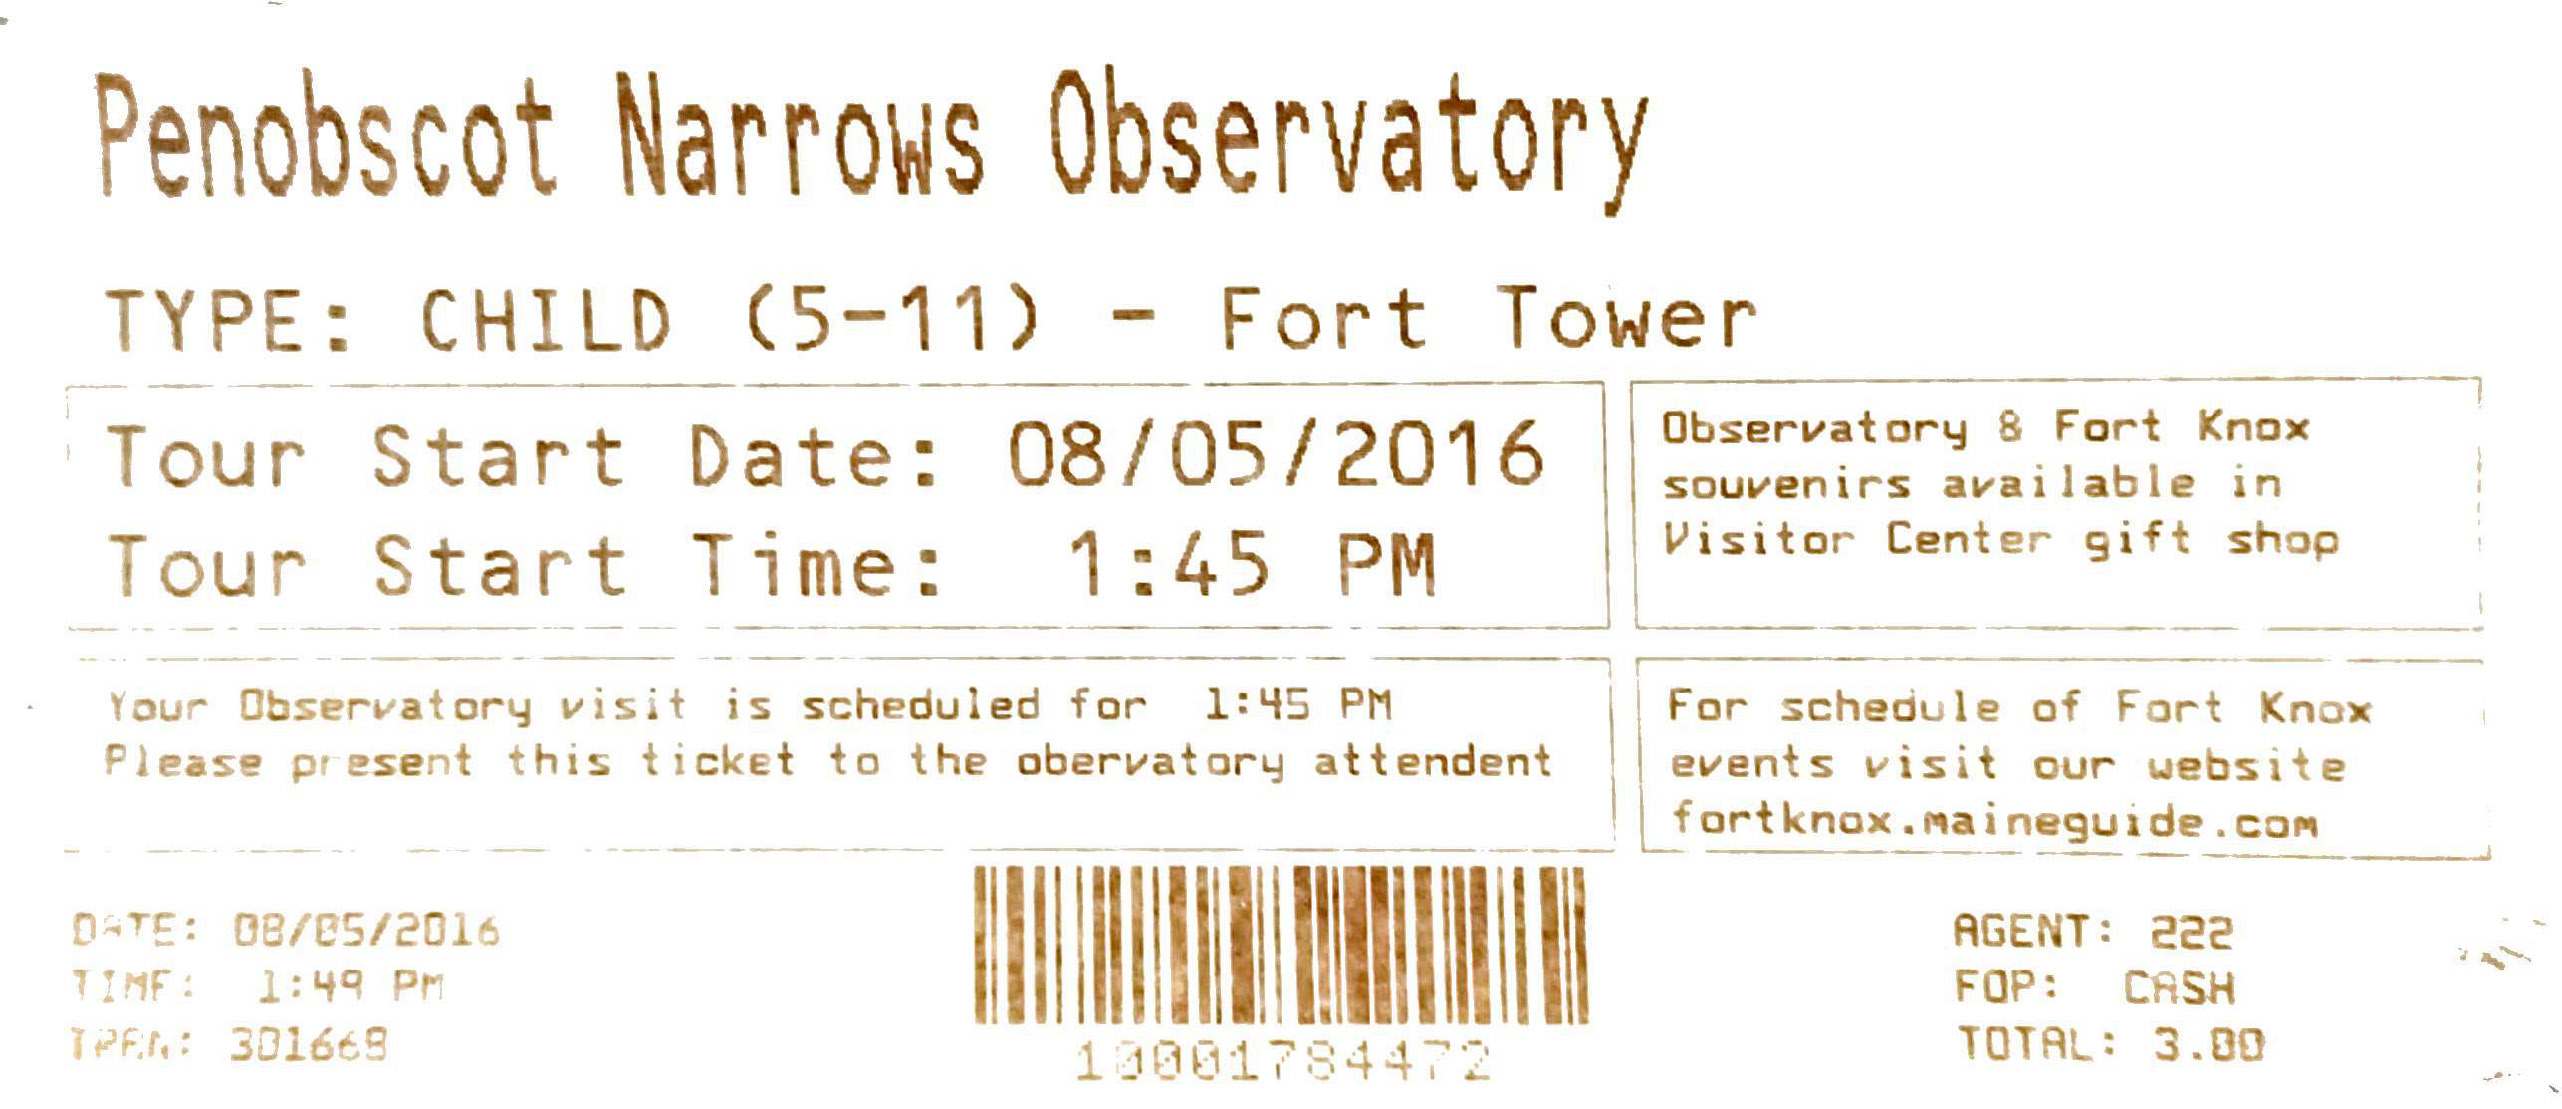 Penobscot Narrows Observatory
TYPE: CHILD (5-11) - Fort Tower
Tour Start Date: 08/05/2016
Tour Start Time: 1:45 PM
Observatory & Fort Knox
souvenirs available in
Visitor Center gift shop
Your Observatory visit is scheduled for 1:45 PM
Please present this ticket to the obervatory attendent
For schedule of Fort Knox
events visit our website
fortknox.maineguide.com
DATE: 08/05/2016
TIME: 1:49 PM
301668
10001784472
AGENT: 222
FOP: CASH
TOTAL: 3.00